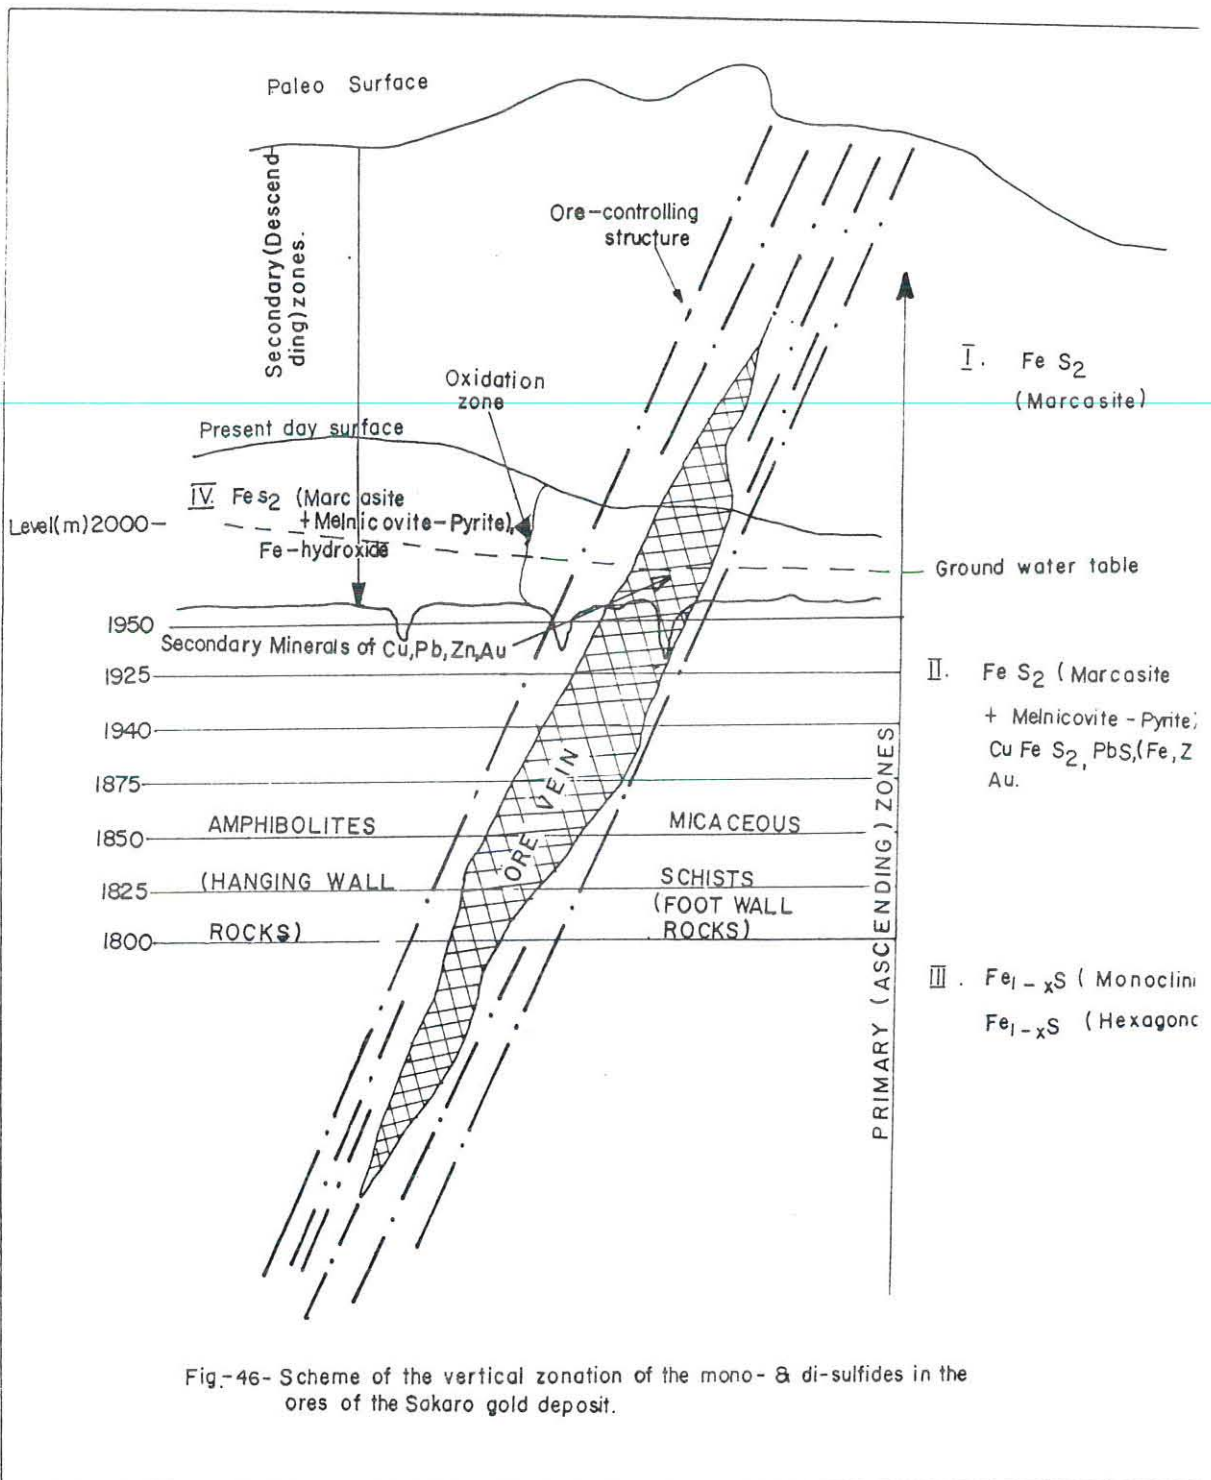 Paleo Surface
Secondary (Descend-
ding) zones.
Ore-controlling
structure
Oxidation
zone
Present day surface
I. Fe S2
(Marcasite)
IV. Fe s2 (Marcasite
+Melnicovite-Pyrite),
Fe-hydroxide
Level(m) 2000-
Ground water table
1950
Secondary Minerals of Cu,Pb,Zn,Au
1925
1940
1875
1850
1825
1800
II. Fe S2 (Marcasite
+ Melnicovite-Pyrite)
Cu Fe S2, PbS,(Fe,Z
Au.
ORE VEIN
AMPHIBOLITES
(HANGING WALL
ROCKS)
MICACEOUS
SCHISTS
(FOOT WALL
ROCKS)
PRIMARY (ASCENDING) ZONES
III. Fe1-xS (Monoclini
Fe1-xS (Hexagona
Fig.-46- Scheme of the vertical zonation of the mono- & di-sulfides in the
ores of the Sakaro gold deposit.